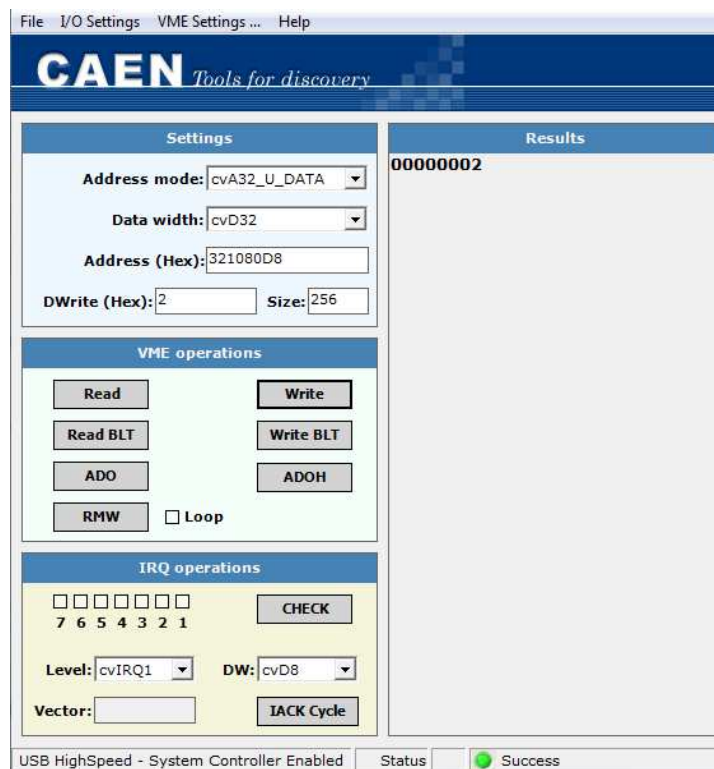 File I/O Settings VME Settings ... Help
CAEN Tools for discovery
Settings
Address mode: cvA32_U_DATA
Data width: cvD32
Address (Hex): 321080D8
DWrite (Hex): 2 Size: 256
VME operations
Read Write
Read BLT Write BLT
ADO ADOH
RMW Loop
IRQ operations
CHECK
7 6 5 4 3 2 1
Level: cvIRQ1 DW: cvD8
Vector: IACK Cycle
Results
00000002
USB HighSpeed - System Controller Enabled Status Success